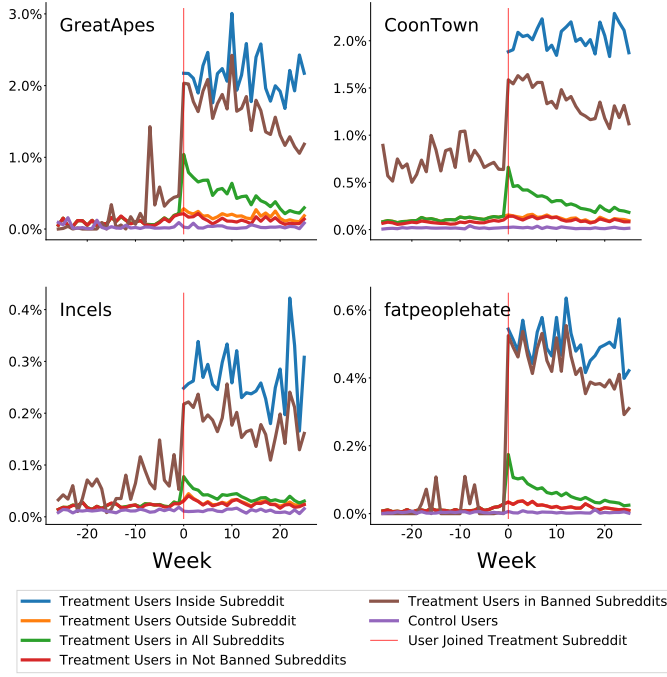 GreatApes
3.0%
2.0%
1.0%
0.0%
CoonTown
2.0%
1.5%
1.0%
0.5%
0.0%
Incels
0.4%
0.3%
0.2%
0.1%
0.0%
-20 -10 0 10 20
Week
fatpeoplehate
0.6%
0.4%
0.2%
0.0%
-20 -10 0 10 20
Week
Treatment Users Inside Subreddit
Treatment Users Outside Subreddit
Treatment Users in All Subreddits
Treatment Users in Not Banned Subreddits
Treatment Users in Banned Subreddits
Control Users
User Joined Treatment Subreddit